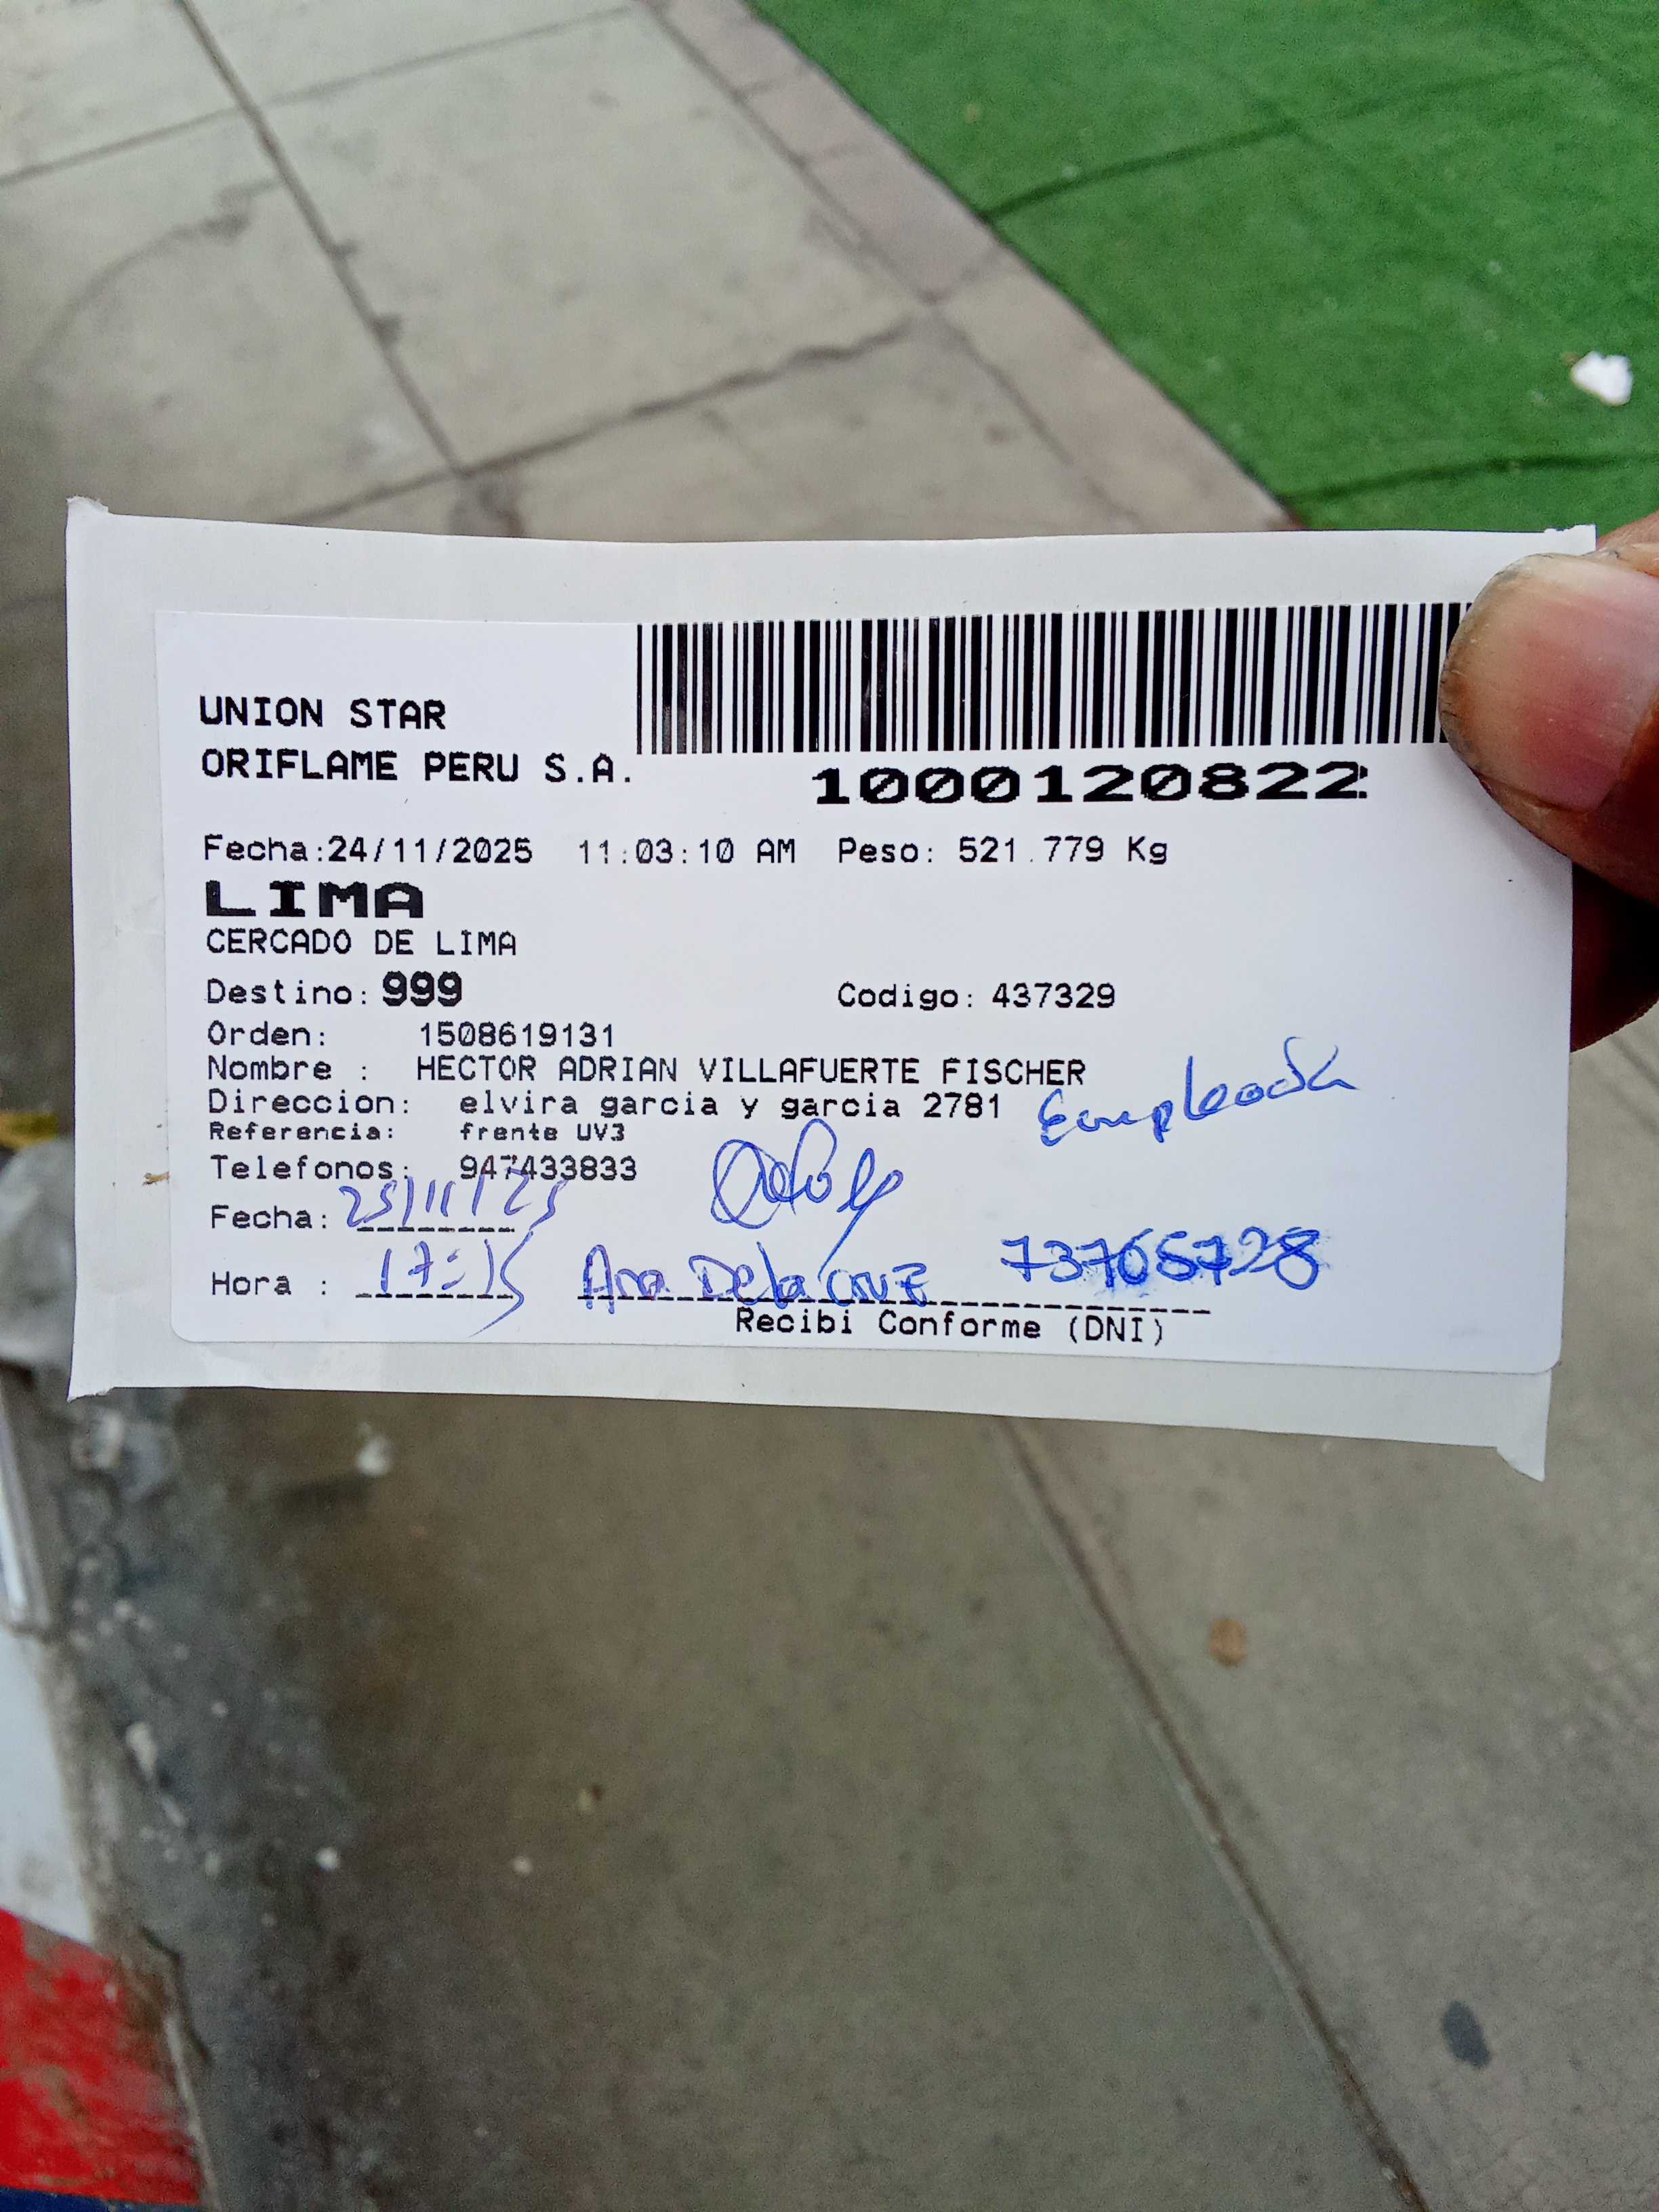 UNION STAR
ORIFLAME PERU S.A.
1000120822
Fecha:24/11/2025 11:03:10 AM Peso: 521.779 Kg
LIMA
CERCADO DE LIMA
Destino: 999 Codigo: 437329
Orden: 1508619131
Nombre : HECTOR ADRIAN VILLAFUERTE FISCHER
Direccion: elvira garcia y garcia 2781 Empleada
Referencia: frente UV3
Telefonos: 947433833
Fecha: 25/11/25
Hora : 17:15 Ana De la cruz 73765728
Recibi Conforme (DNI)